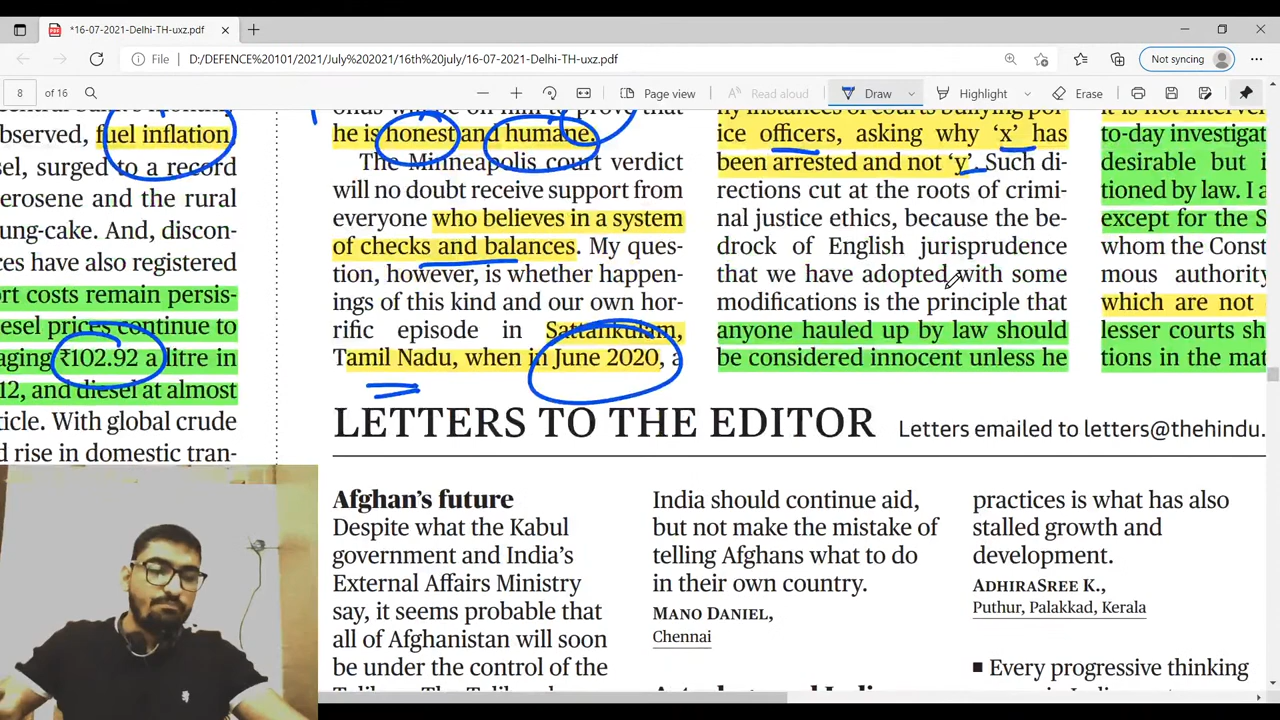 *16-07-2021-Delhi-TH-uxz.pdf
File
D:/DEFENCE%20101/2021/July%202021/16th%20july/16-07-2021-Delhi-TH-uxz.pdf
Not syncing
8
of 16
Page view
Read aloud
Draw
Highlight
Erase
observed, fuel inflation,
sel, surged to a record
erosene and the rural
ung-cake. And, discon-
ces have also registered
ort costs remain persis-
iesel prices continue to
aging ₹102.92 a litre in
12, and diesel at almost
ticle. With global crude
d rise in domestic tran-
prove that
he is honest and humane.
The Minneapolis court verdict
will no doubt receive support from
everyone who believes in a system
of checks and balances. My ques-
tion, however, is whether happen-
ings of this kind and our own hor-
rific episode in Sattankulam,
Tamil Nadu, when in June 2020, a
ny instances of courts bullying pol-
ice officers, asking why ‘x’ has
been arrested and not ‘y’. Such di-
rections cut at the roots of crimi-
nal justice ethics, because the be-
drock of English jurisprudence
that we have adopted with some
modifications is the principle that
anyone hauled up by law should
be considered innocent unless he
to-day investigat
desirable but i
tioned by law. I a
except for the S
whom the Const
mous authority
which are not
lesser courts sh
tions in the mat
LETTERS TO THE EDITOR
Letters emailed to letters@thehindu.
Afghan’s future
Despite what the Kabul
government and India’s
External Affairs Ministry
say, it seems probable that
all of Afghanistan will soon
be under the control of the
India should continue aid,
but not make the mistake of
telling Afghans what to do
in their own country.
MANO DANIEL,
Chennai
practices is what has also
stalled growth and
development.
ADHIRASREE K.,
Puthur, Palakkad, Kerala
■ Every progressive thinking